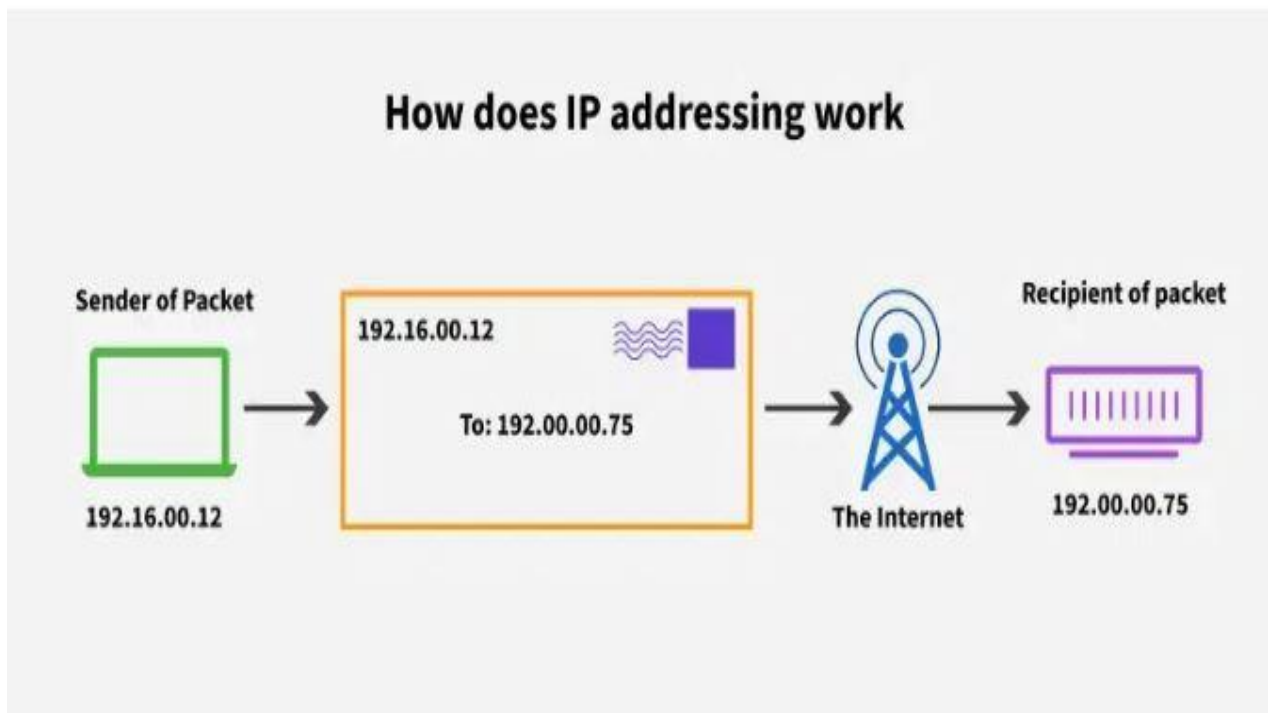 How does IP addressing work
Sender of Packet
192.16.00.12
192.16.00.12
To: 192.00.00.75
The Internet
Recipient of packet
192.00.00.75